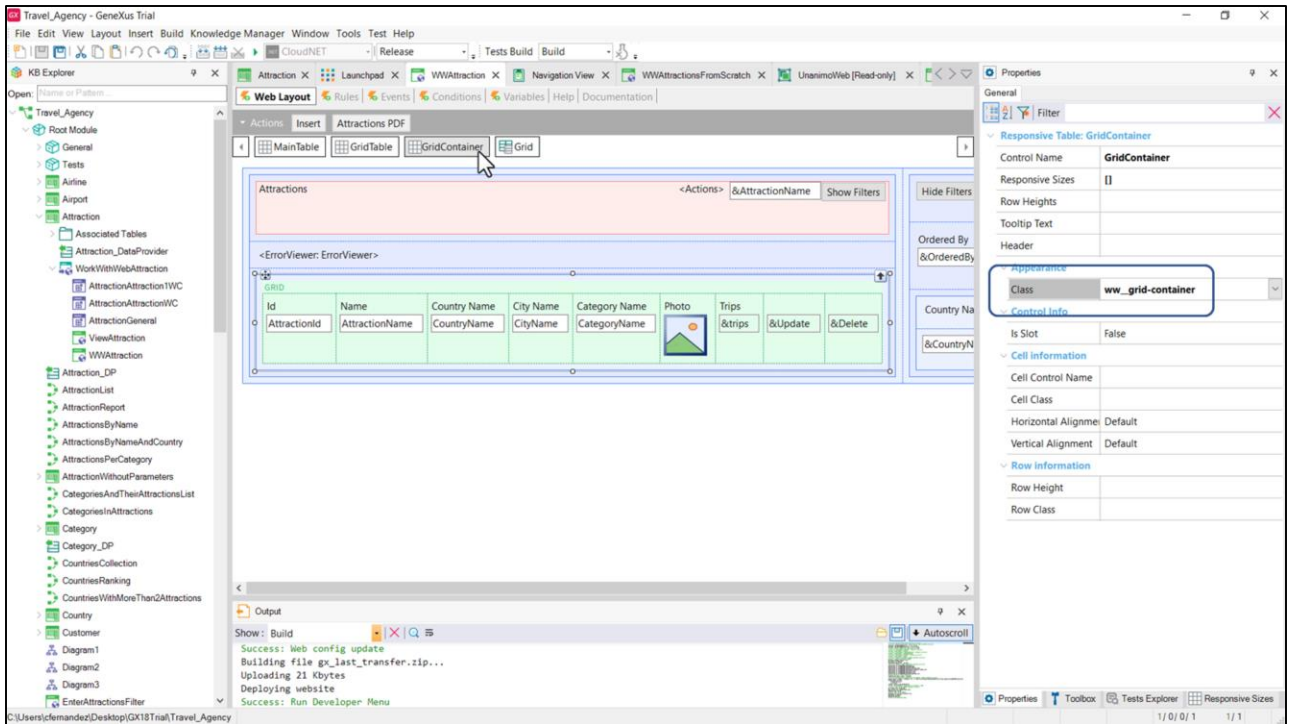 Travel_Agency - GeneXus Trial
File Edit View Layout Insert Build Knowledge Manager Window Tools Test Help
CloudNET Release Tests Build Build
KB Explorer
Open: Name or Pattern
Travel_Agency
Root Module
General
Tests
Airline
Airport
Attraction
Associated Tables
Attraction_DataProvider
WorkWithWebAttraction
AttractionAttraction1WC
AttractionAttractionWC
AttractionGeneral
ViewAttraction
WWAttraction
Attraction_DP
AttractionList
AttractionReport
AttractionsByName
AttractionsByNameAndCountry
AttractionsPerCategory
AttractionWithoutParameters
CategoriesAndTheirAttractionsList
CategoriesInAttractions
Category
Category_DP
CountriesCollection
CountriesRanking
CountriesWithMoreThan2Attractions
Country
Customer
Diagram1
Diagram2
Diagram3
EnterAttractionsFilter
Attraction X Launchpad X WWAttraction X Navigation View X WWAttractionsFromScratch X UnanimoWeb [Read-only] X
Web Layout Rules Events Conditions Variables Help Documentation
Actions Insert Attractions PDF
MainTable GridTable GridContainer Grid
Attractions <Actions> &AttractionName Show Filters Hide Filters
Ordered By
<ErrorViewer: ErrorViewer> &OrderedBy
GRID
Id Name Country Name City Name Category Name Photo Trips Country Na
AttractionId AttractionName CountryName CityName CategoryName &trips &Update &Delete
&CountryN
Output
Show: Build Autoscroll
Success: Web config update
Building file gx_last_transfer.zip...
Uploading 21 Kbytes
Deploying website
Success: Run Developer Menu
Properties
General
Filter
Responsive Table: GridContainer
Control Name GridContainer
Responsive Sizes []
Row Heights
Tooltip Text
Header
Appearance
Class ww__grid-container
Control Info
Is Slot False
Cell information
Cell Control Name
Cell Class
Horizontal Alignme Default
Vertical Alignment Default
Row information
Row Height
Row Class
Properties Toolbox Tests Explorer Responsive Sizes
C:\Users\cfernandez\Desktop\GX18Trial\Travel_Agency 1/ 0/ 0/ 1 1/ 1